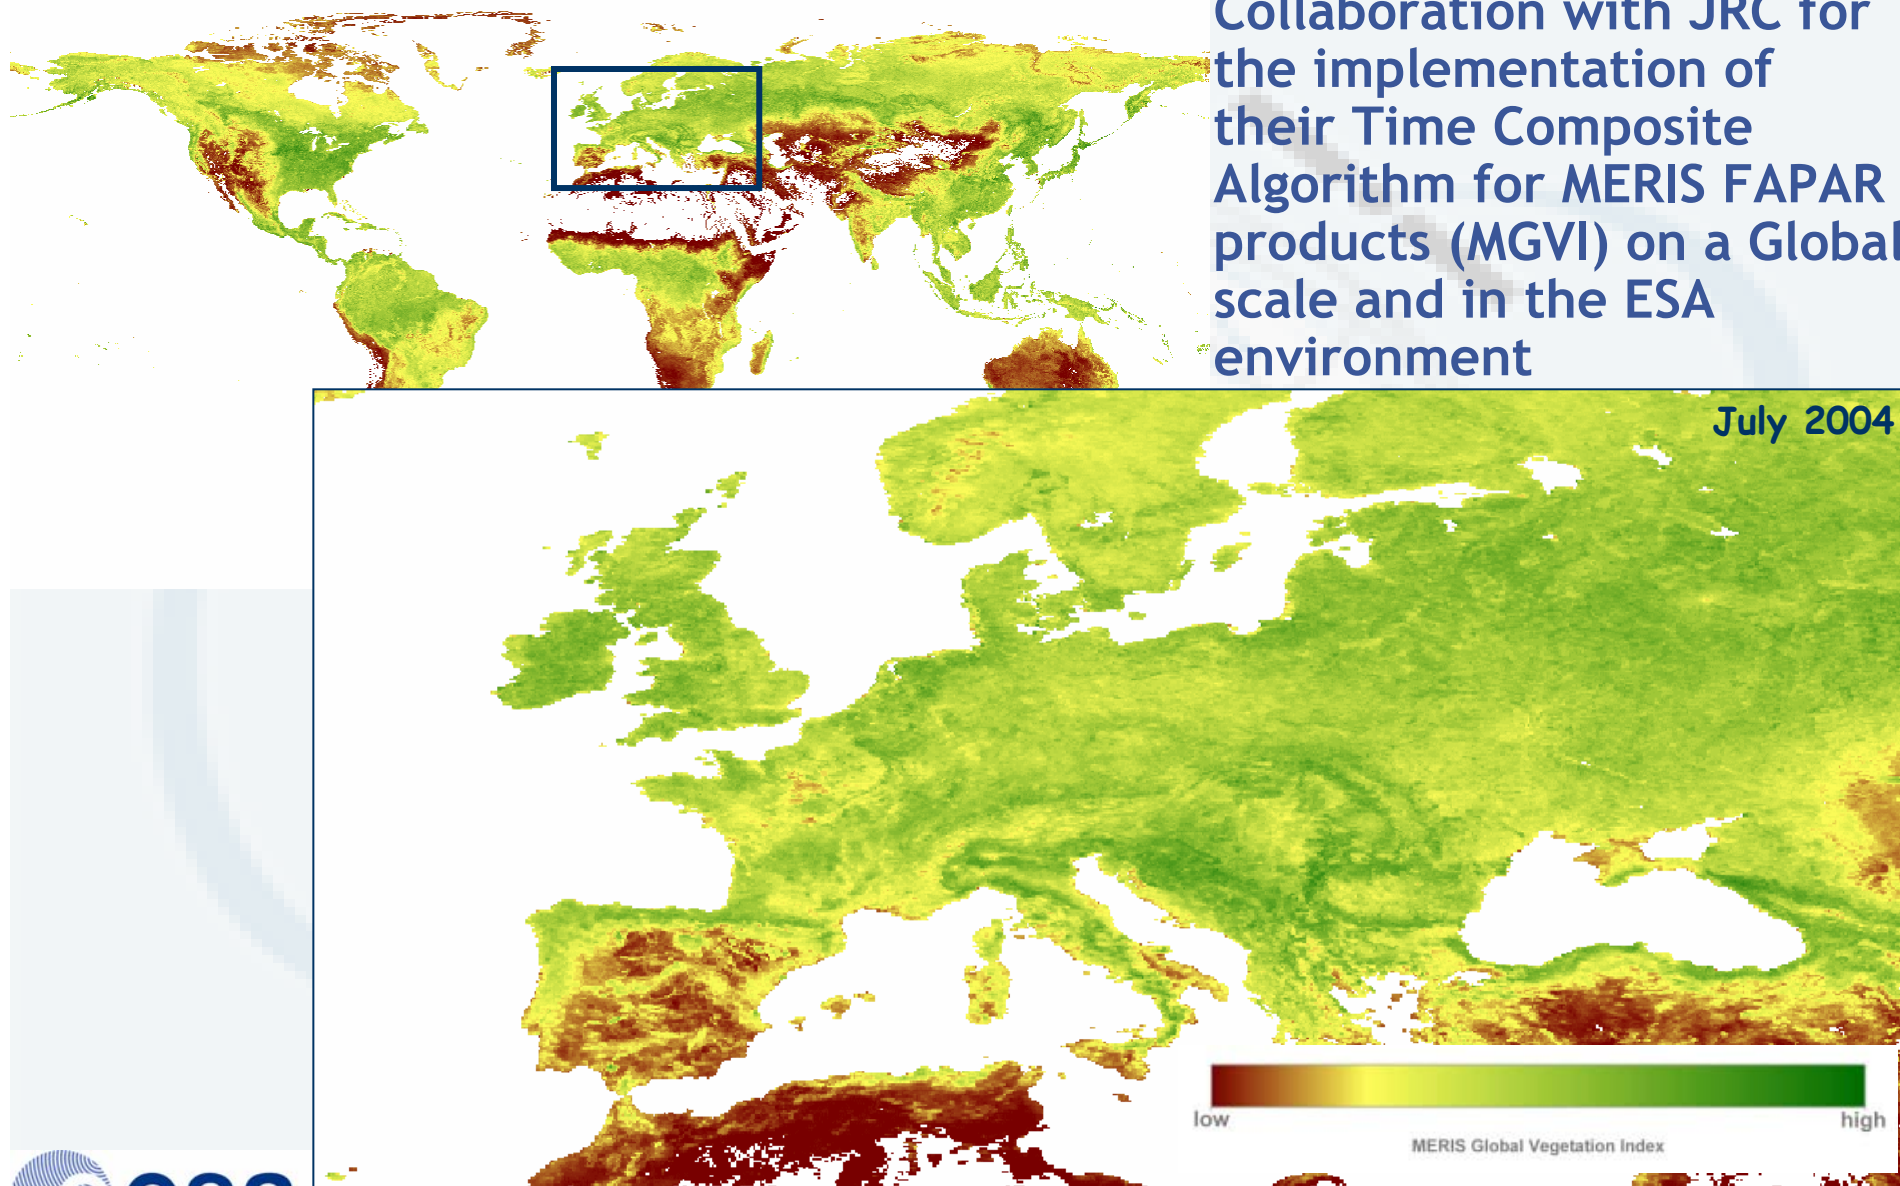 Collaboration with JRC for
the implementation of
their Time Composite
Algorithm for MERIS FAPAR
products (MGVI) on a Global
scale and in the ESA
environment
July 2004
low
high
MERIS Global Vegetation Index
esa